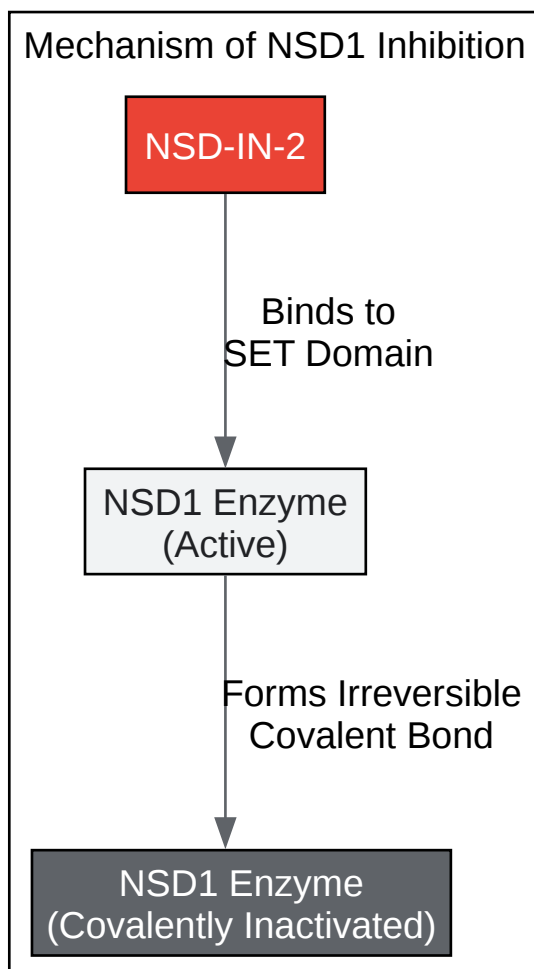 Mechanism of NSD1 Inhibition
NSD-IN-2
Binds to
SET Domain
NSD1 Enzyme
(Active)
Forms Irreversible
Covalent Bond
NSD1 Enzyme
(Covalently Inactivated)